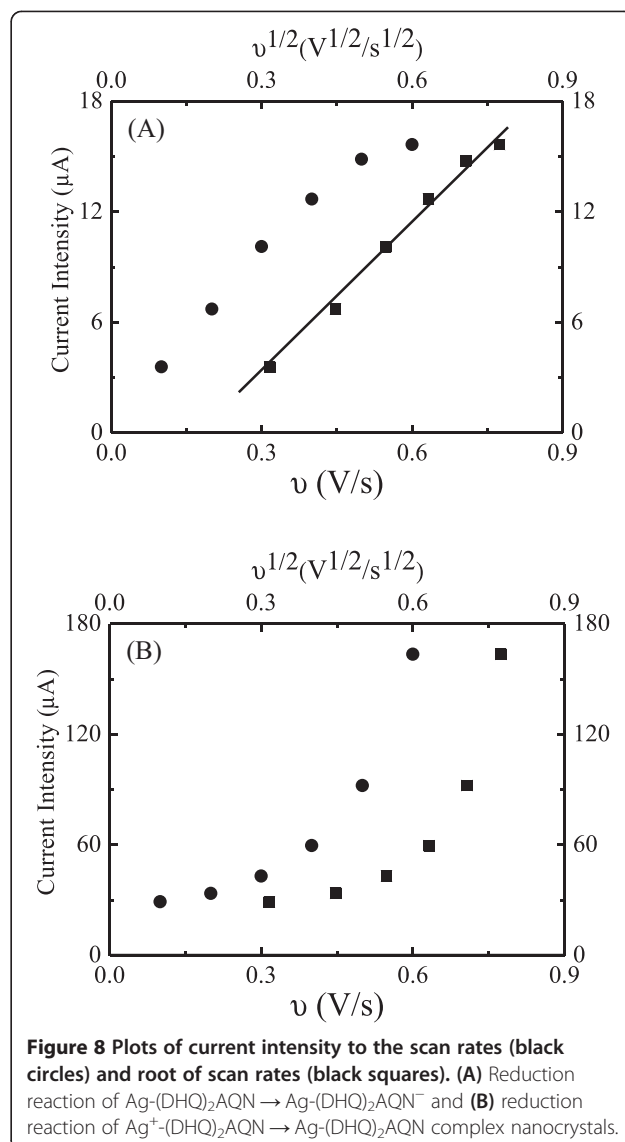 υ1/2(V1/2/s1/2)
0.0 0.3 0.6 0.9
18 18
(A)
12 12
Current Intensity (μA)
6 6
0 0
0.0 0.3 0.6 0.9
υ (V/s)
υ1/2(V1/2/s1/2)
0.0 0.3 0.6 0.9
180 180
(B)
120 120
Current Intensity (μA)
60 60
0 0
0.0 0.3 0.6 0.9
υ (V/s)
Figure 8 Plots of current intensity to the scan rates (black
circles) and root of scan rates (black squares). (A) Reduction
reaction of Ag-(DHQ)₂AQN → Ag-(DHQ)₂AQN⁻ and (B) reduction
reaction of Ag⁺-(DHQ)₂AQN → Ag-(DHQ)₂AQN complex nanocrystals.